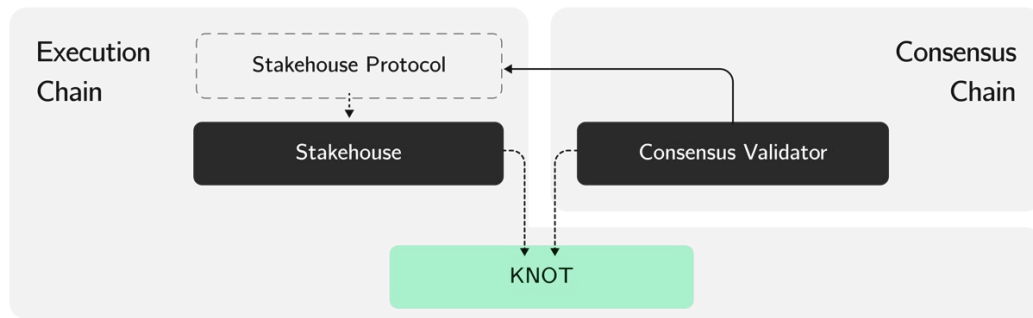 Execution
Chain
Stakehouse Protocol
Consensus
Chain
Stakehouse
Consensus Validator
KNOT